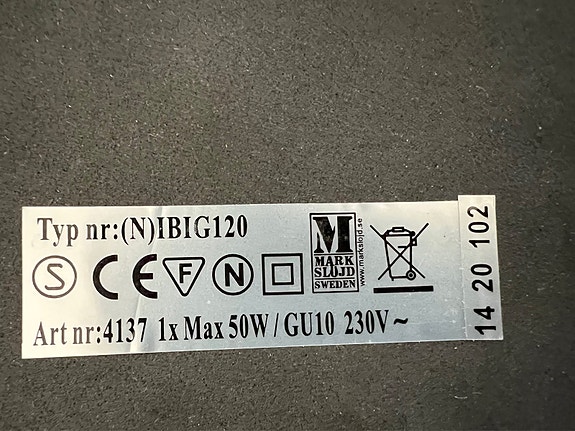 Typ nr:(N)IBIG120
S CE F N
M
MARK
SLÖJD
SWEDEN
www.markslojd.se
Art nr:4137 1x Max 50W / GU10 230V ~
14 20 102